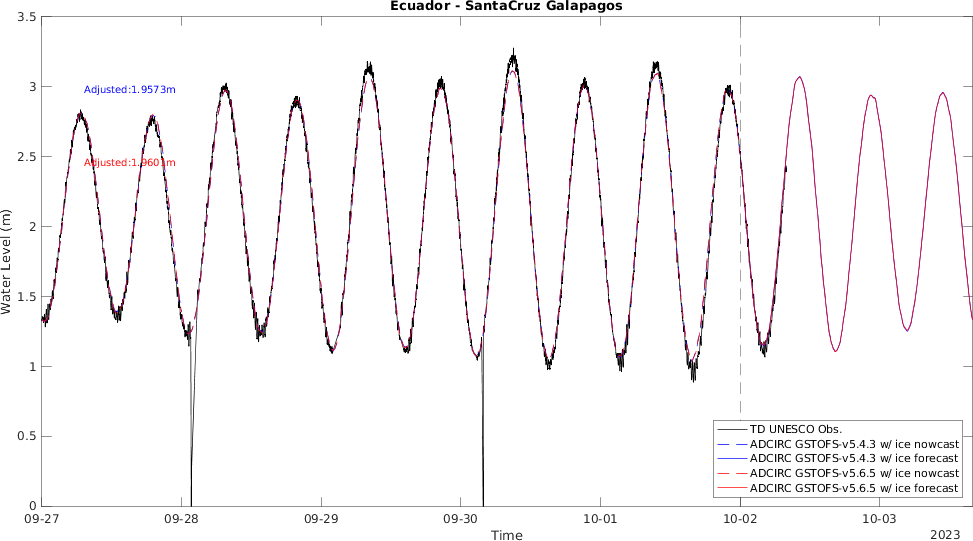 Ecuador - SantaCruz Galapagos
3.5
3
2.5
2
1.5
1
0.5
0
Water Level (m)
Adjusted:1.9573m
Adjusted:1.9601m
TD UNESCO Obs.
ADCIRC GSTOFS-v5.4.3 w/ ice nowcast
ADCIRC GSTOFS-v5.4.3 w/ ice forecast
ADCIRC GSTOFS-v5.6.5 w/ ice nowcast
ADCIRC GSTOFS-v5.6.5 w/ ice forecast
09-27 09-28 09-29 09-30 10-01 10-02 10-03
Time
2023